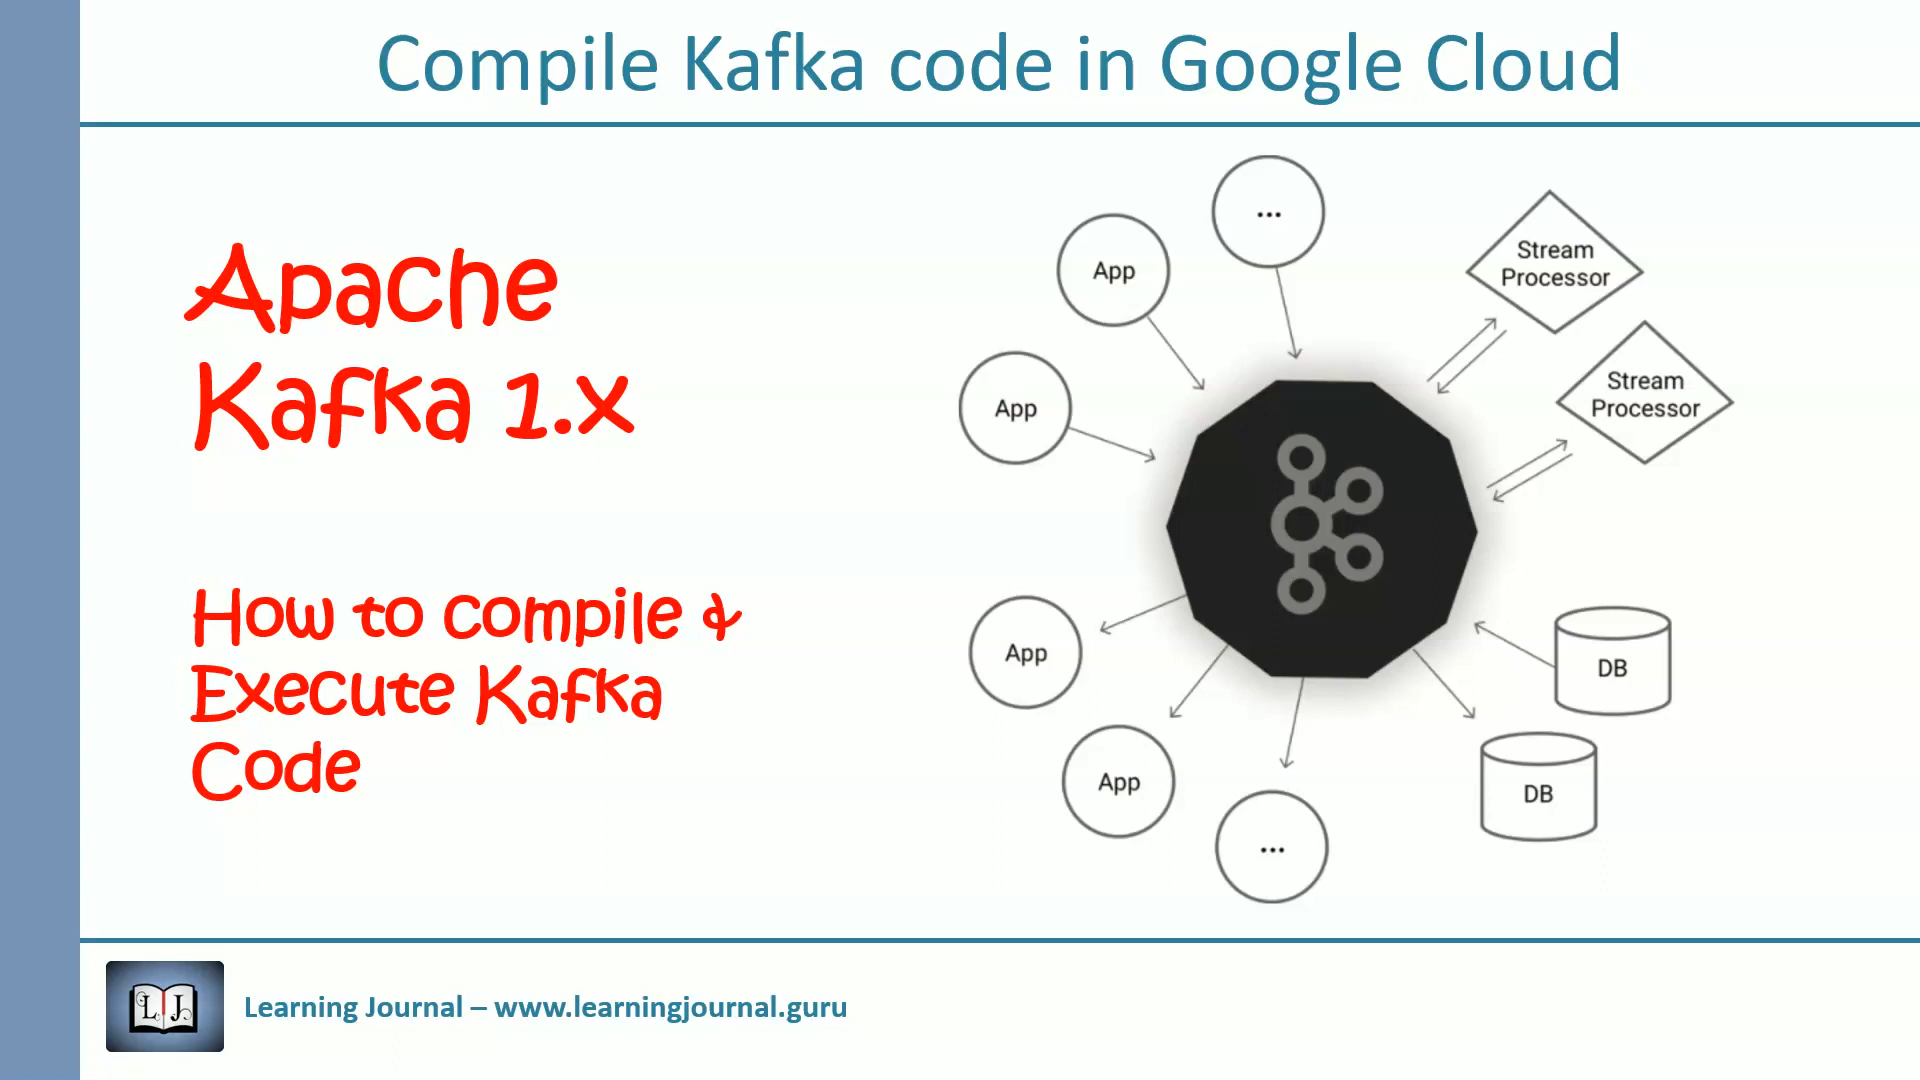 Compile Kafka code in Google Cloud
Apache
Kafka 1.x
How to compile &
Execute Kafka
Code
...
App
App
Stream
Processor
Stream
Processor
App
App
...
DB
DB
LJ
Learning Journal – www.learningjournal.guru